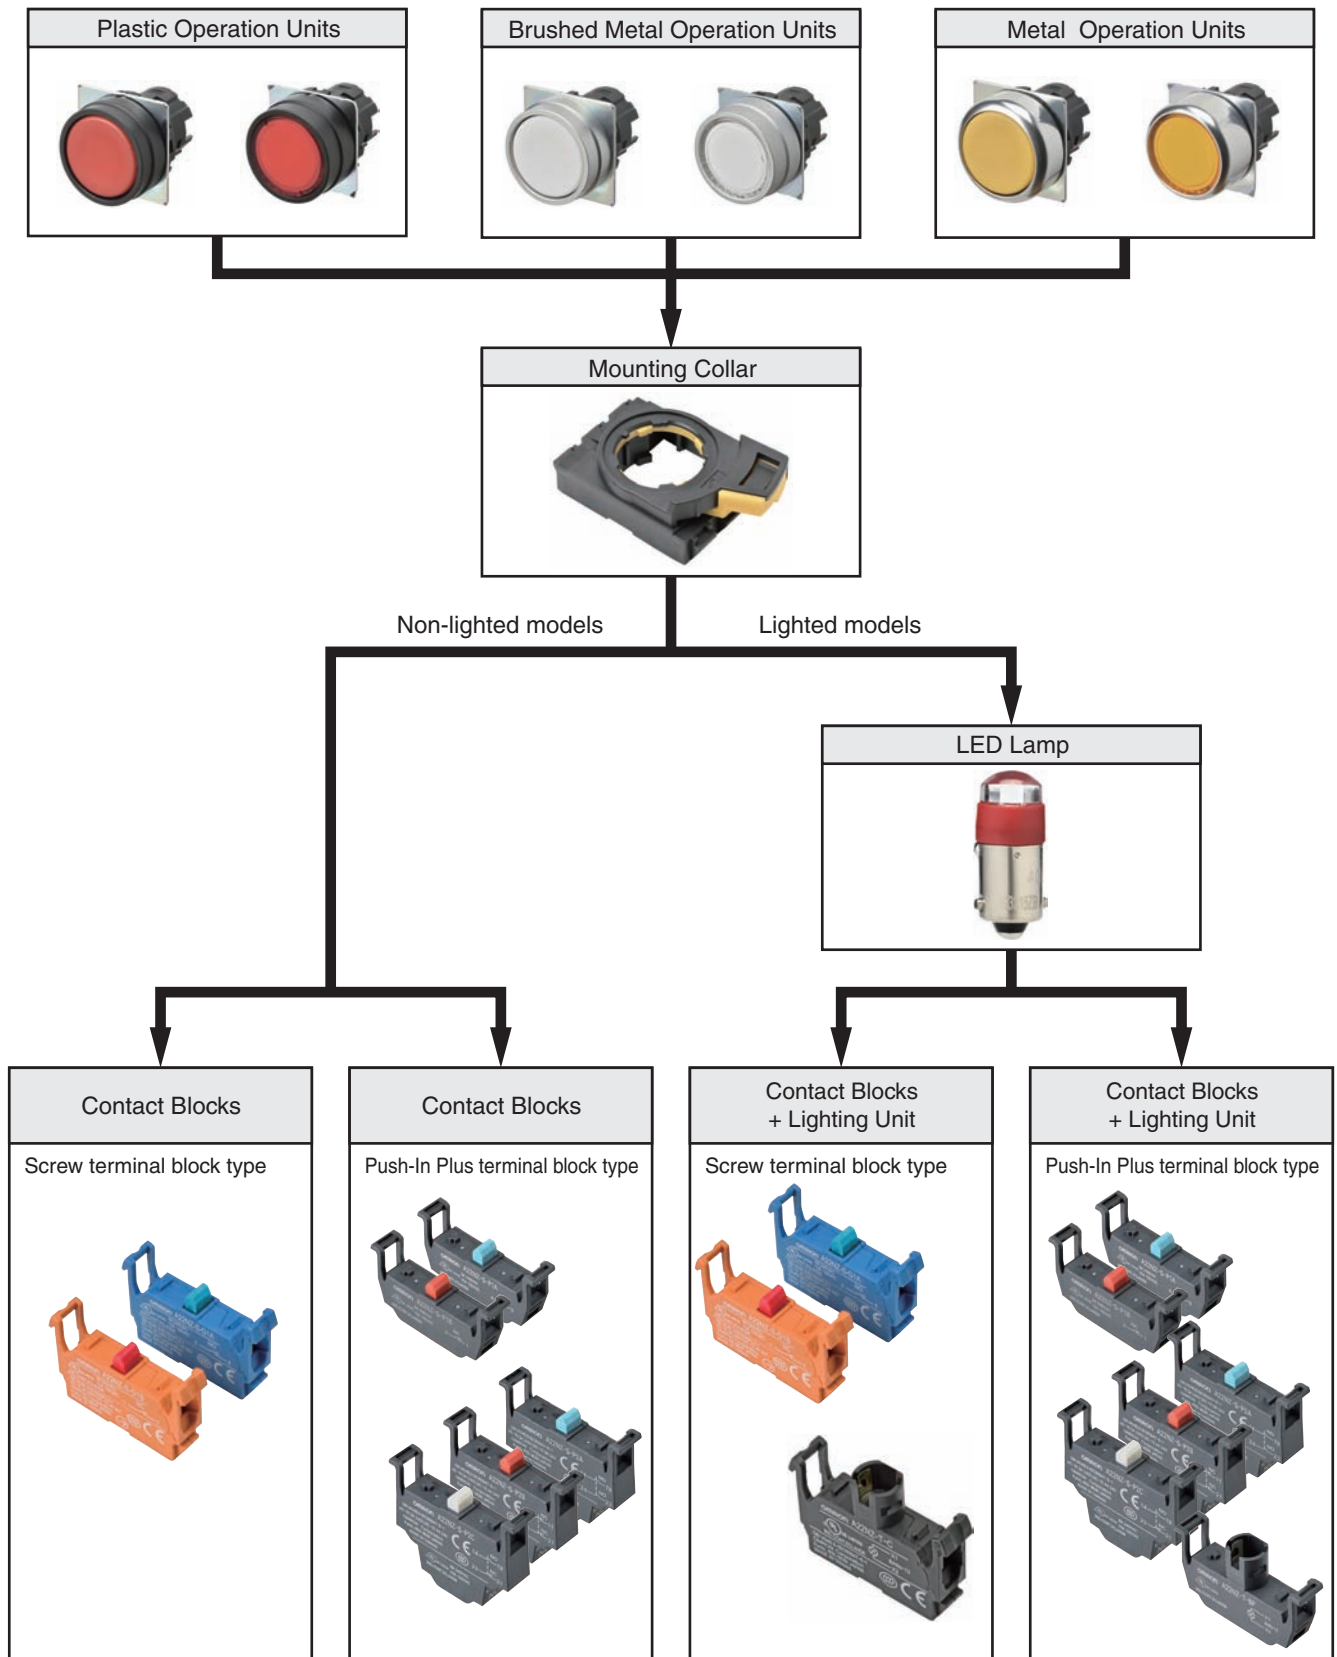 Plastic Operation Units
Brushed Metal Operation Units
Metal Operation Units
Mounting Collar
Non-lighted models
Lighted models
LED Lamp
Contact Blocks
Contact Blocks
Contact Blocks
+ Lighting Unit
Contact Blocks
+ Lighting Unit
Screw terminal block type
Push-In Plus terminal block type
Screw terminal block type
Push-In Plus terminal block type